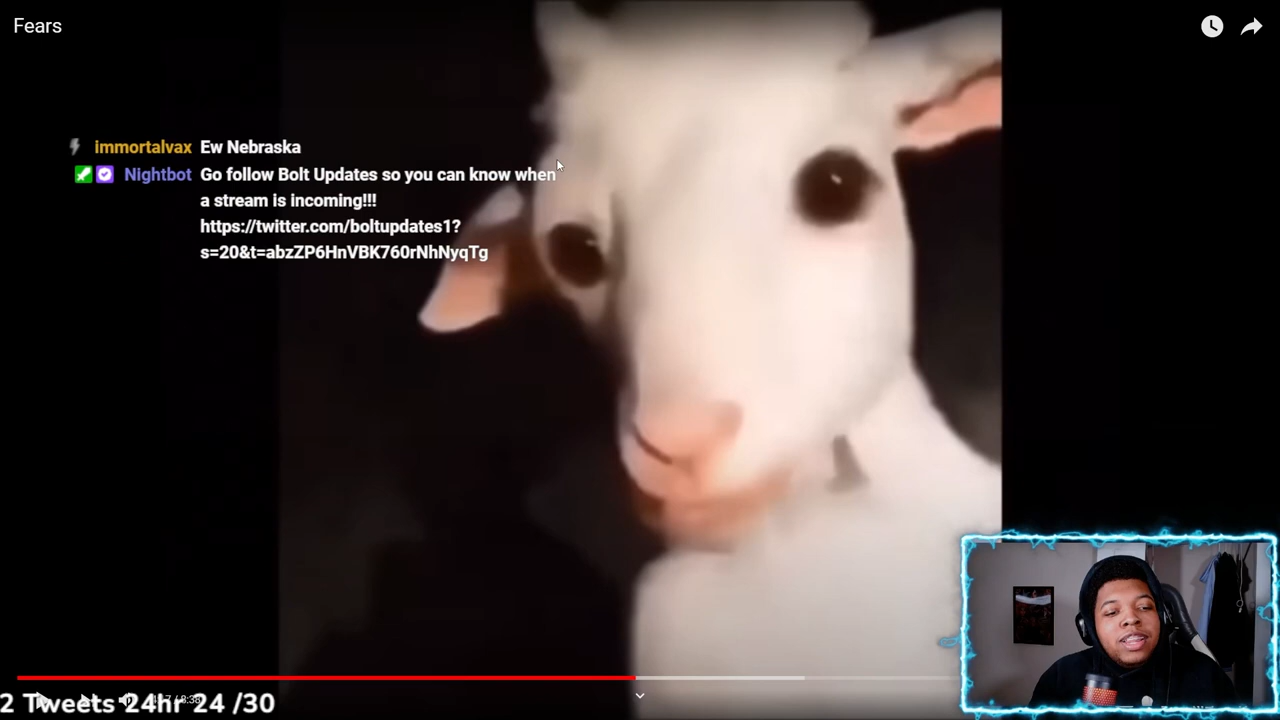 Fears
immortalvax Ew Nebraska
Nightbot Go follow Bolt Updates so you can know when
a stream is incoming!!!
https://twitter.com/boltupdates1?
s=20&t=abzZP6HnVBK760rNhNyqTg
2 Tweets 24hr 24 /30